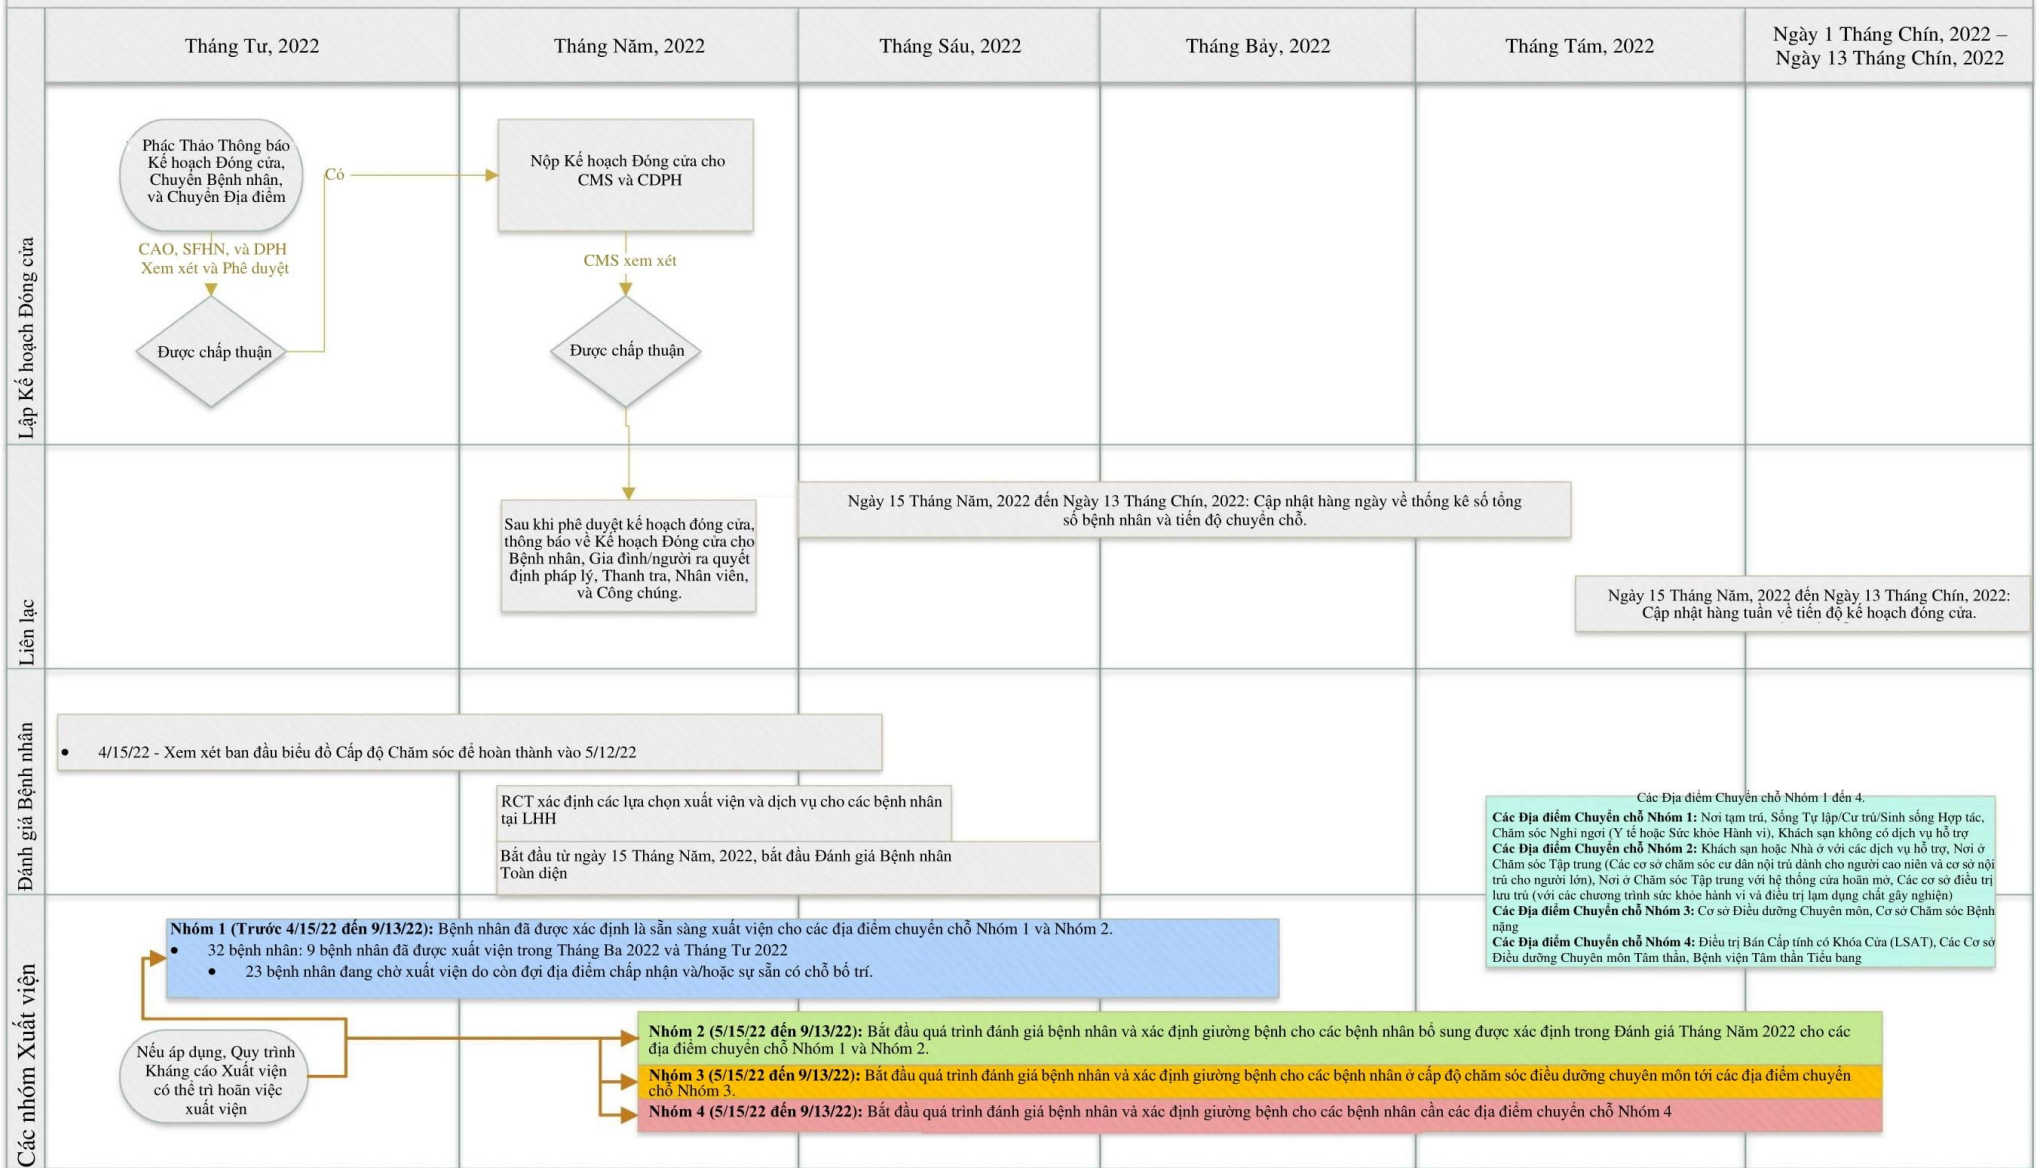 Tháng Tư, 2022
Tháng Năm, 2022
Tháng Sáu, 2022
Tháng Bảy, 2022
Tháng Tám, 2022
Ngày 1 Tháng Chín, 2022 –
Ngày 13 Tháng Chín, 2022
Lập Kế hoạch Đóng cửa
Phác Thảo Thông báo
Kế hoạch Đóng cửa,
Chuyển Bệnh nhân,
và Chuyển Địa điểm
Có
Nộp Kế hoạch Đóng cửa cho
CMS và CDPH
CAO, SFHN, và DPH
Xem xét và Phê duyệt
CMS xem xét
Được chấp thuận
Được chấp thuận
Liên lạc
Sau khi phê duyệt kế hoạch đóng cửa,
thông báo về Kế hoạch Đóng cửa cho
Bệnh nhân, Gia đình/người ra quyết
định pháp lý, Thanh tra, Nhân viên,
và Công chúng.
Ngày 15 Tháng Năm, 2022 đến Ngày 13 Tháng Chín, 2022: Cập nhật hàng ngày về thống kê số tổng
số bệnh nhân và tiến độ chuyển chỗ.
Ngày 15 Tháng Năm, 2022 đến Ngày 13 Tháng Chín, 2022:
Cập nhật hàng tuần về tiến độ kế hoạch đóng cửa.
Đánh giá Bệnh nhân
• 4/15/22 - Xem xét ban đầu biểu đồ Cấp độ Chăm sóc để hoàn thành vào 5/12/22
RCT xác định các lựa chọn xuất viện và dịch vụ cho các bệnh nhân
tại LHH
Bắt đầu từ ngày 15 Tháng Năm, 2022, bắt đầu Đánh giá Bệnh nhân
Toàn diện
Các Địa điểm Chuyển chỗ Nhóm 1 đến 4.
Các Địa điểm Chuyển chỗ Nhóm 1: Nơi tạm trú, Sống Tự lập/Cư trú/Sinh sống Hợp tác,
Chăm sóc Nghỉ ngơi (Y tế hoặc Sức khỏe Hành vi), Khách sạn không có dịch vụ hỗ trợ
Các Địa điểm Chuyển chỗ Nhóm 2: Khách sạn hoặc Nhà ở với các dịch vụ hỗ trợ, Nơi ở
Chăm sóc Tập trung (Các cơ sở chăm sóc cư dân nội trú dành cho người cao niên và cơ sở nội
trú cho người lớn), Nơi ở Chăm sóc Tập trung với hệ thống cửa hoãn mở, Các cơ sở điều trị
lưu trú (với các chương trình sức khỏe hành vi và điều trị lạm dụng chất gây nghiện)
Các Địa điểm Chuyển chỗ Nhóm 3: Cơ sở Điều dưỡng Chuyên môn, Cơ sở Chăm sóc Bệnh
nặng
Các Địa điểm Chuyển chỗ Nhóm 4: Điều trị Bán Cấp tính có Khóa Cửa (LSAT), Các Cơ sở
Điều dưỡng Chuyên môn Tâm thần, Bệnh viện Tâm thần Tiểu bang
Các nhóm Xuất viện
Nhóm 1 (Trước 4/15/22 đến 9/13/22): Bệnh nhân đã được xác định là sẵn sàng xuất viện cho các địa điểm chuyển chỗ Nhóm 1 và Nhóm 2.
• 32 bệnh nhân: 9 bệnh nhân đã được xuất viện trong Tháng Ba 2022 và Tháng Tư 2022
• 23 bệnh nhân đang chờ xuất viện do còn đợi địa điểm chấp nhận và/hoặc sự sẵn có chỗ bố trí.
Nếu áp dụng, Quy trình
Kháng cáo Xuất viện
có thể trì hoãn việc
xuất viện
Nhóm 2 (5/15/22 đến 9/13/22): Bắt đầu quá trình đánh giá bệnh nhân và xác định giường bệnh cho các bệnh nhân bổ sung được xác định trong Đánh giá Tháng Năm 2022 cho các
địa điểm chuyển chỗ Nhóm 1 và Nhóm 2.
Nhóm 3 (5/15/22 đến 9/13/22): Bắt đầu quá trình đánh giá bệnh nhân và xác định giường bệnh cho các bệnh nhân ở cấp độ chăm sóc điều dưỡng chuyên môn tới các địa điểm chuyển
chỗ Nhóm 3.
Nhóm 4 (5/15/22 đến 9/13/22): Bắt đầu quá trình đánh giá bệnh nhân và xác định giường bệnh cho các bệnh nhân cần các địa điểm chuyển chỗ Nhóm 4